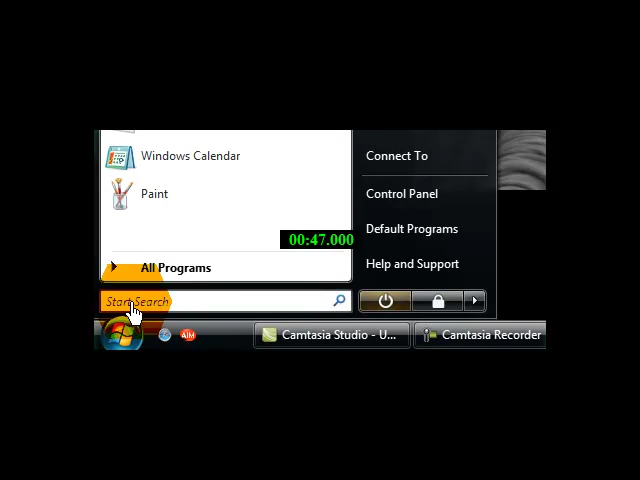 Windows Calendar
Paint
00:47.000
All Programs
Start Search
Connect To
Control Panel
Default Programs
Help and Support
AIM
Camtasia Studio - U...
Camtasia Recorder